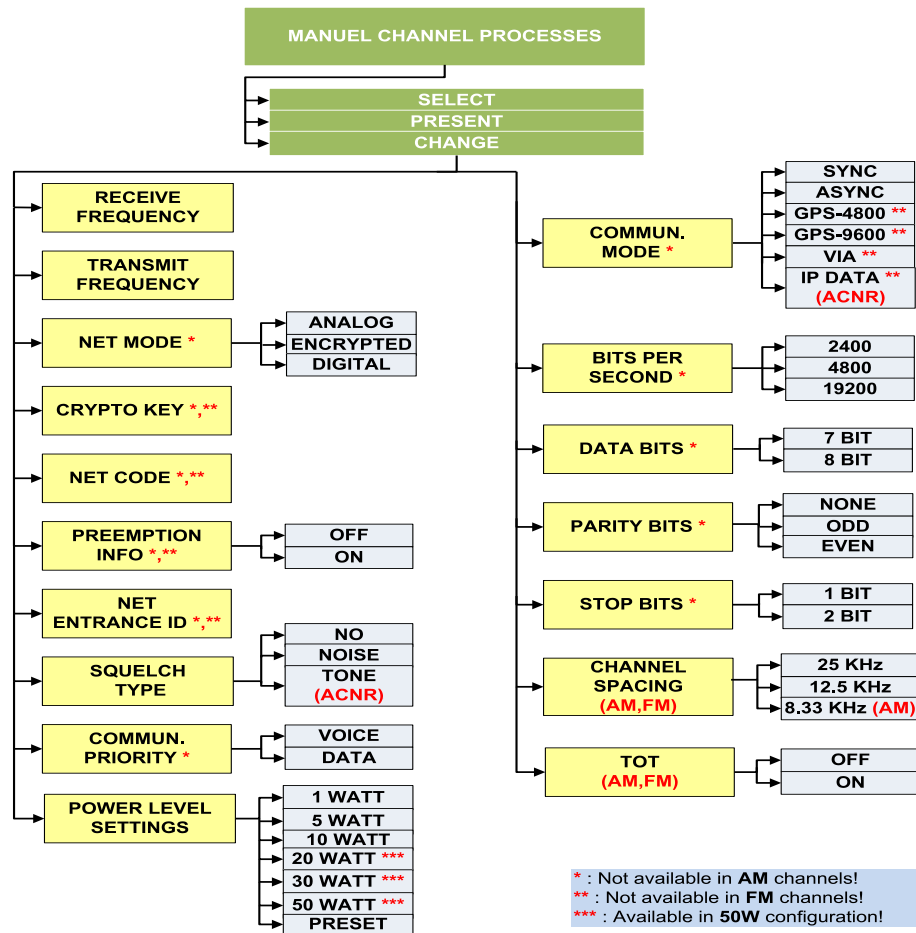 MANUEL CHANNEL PROCESSES
SELECT
PRESENT
CHANGE
RECEIVE
FREQUENCY
TRANSMIT
FREQUENCY
NET MODE *
ANALOG
ENCRYPTED
DIGITAL
CRYPTO KEY *,**
NET CODE *,**
PREEMPTION
INFO *,**
OFF
ON
NET
ENTRANCE ID *,**
SQUELCH
TYPE
NO
NOISE
TONE
(ACNR)
COMMUN.
PRIORITY *
VOICE
DATA
POWER LEVEL
SETTINGS
1 WATT
5 WATT
10 WATT
20 WATT ***
30 WATT ***
50 WATT ***
PRESET
COMMUN.
MODE *
SYNC
ASYNC
GPS-4800 **
GPS-9600 **
VIA **
IP DATA **
(ACNR)
BITS PER
SECOND *
2400
4800
19200
DATA BITS *
7 BIT
8 BIT
PARITY BITS *
NONE
ODD
EVEN
STOP BITS *
1 BIT
2 BIT
CHANNEL
SPACING
(AM,FM)
25 KHz
12.5 KHz
8.33 KHz (AM)
TOT
(AM,FM)
OFF
ON
* : Not available in AM channels!
** : Not available in FM channels!
*** : Available in 50W configuration!